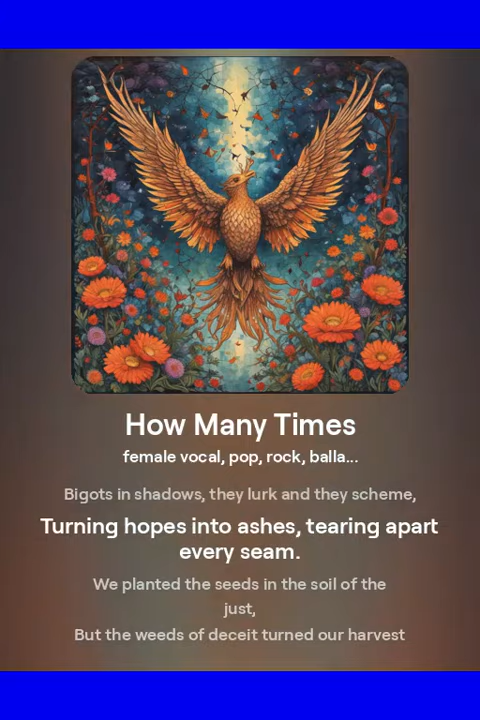 How Many Times
female vocal, pop, rock, balla...
Bigots in shadows, they lurk and they scheme,
Turning hopes into ashes, tearing apart
every seam.
We planted the seeds in the soil of the
just,
But the weeds of deceit turned our harvest